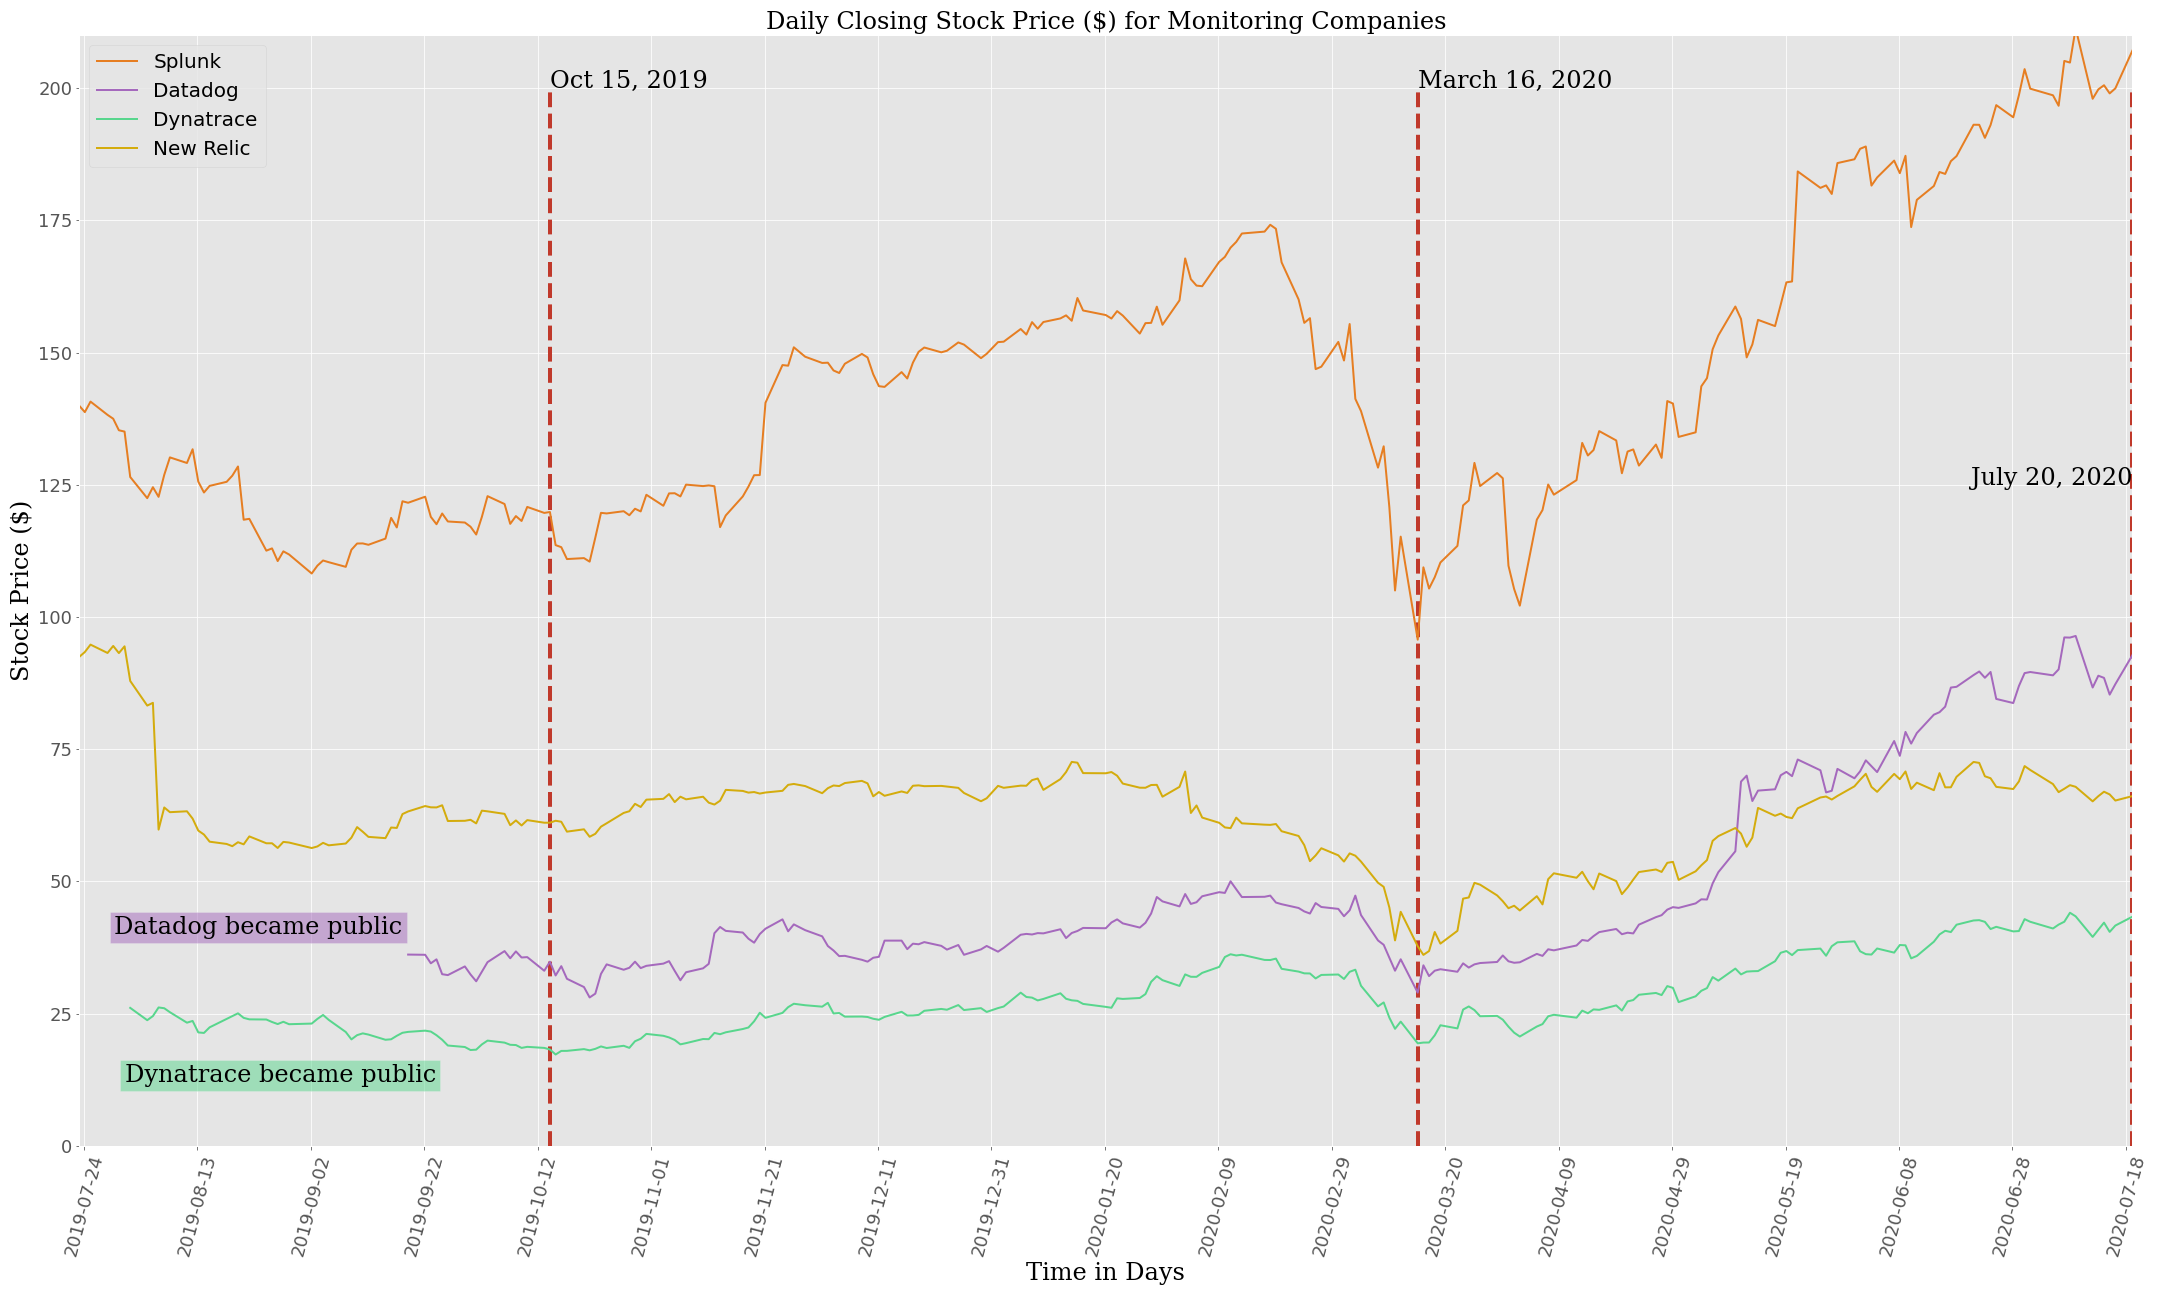 Daily Closing Stock Price ($) for Monitoring Companies
Splunk
Datadog
Dynatrace
New Relic
Oct 15, 2019
March 16, 2020
July 20, 2020
Datadog became public
Dynatrace became public
Stock Price ($)
200
175
150
125
100
75
50
25
0
2019-07-24
2019-08-13
2019-09-02
2019-09-22
2019-10-12
2019-11-01
2019-11-21
2019-12-11
2019-12-31
2020-01-20
2020-02-09
2020-02-29
2020-03-20
2020-04-09
2020-04-29
2020-05-19
2020-06-08
2020-06-28
2020-07-18
Time in Days